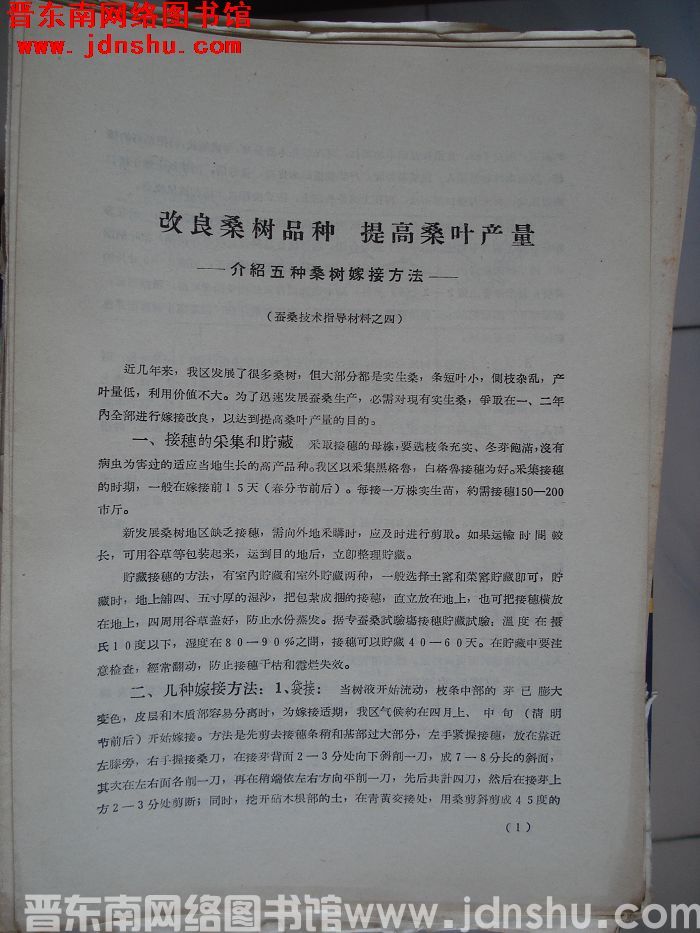 晋东南网络图书馆
www.jdnshu.com
改良桑树品种 提高桑叶产量
——介紹五种桑树嫁接方法——
(蚕桑技术指导材料之四)
近几年来，我区发展了很多桑树，但大部分都是实生桑，条短叶小，側枝杂乱，产
叶量低，利用价値不大。为了迅速发展蚕桑生产，必需对現有实生桑，爭取在一、二年
內全部进行嫁接改良，以达到提高桑叶产量的目的。
一、接穗的采集和貯藏 采取接穗的母株，要选枝条充实、冬芽飽滿，沒有
病虫为害过的适应当地生长的高产品种。我区以采集黑格魯，白格魯接穗为好。采集接穗
的时期，一般在嫁接前15天（春分节前后）。每接一万株实生苗，約需接穗150—200
市斤。
新发展桑树地区缺乏接穗，需向外地采購时，应及时进行剪取。如果运輸时間較
长，可用谷草等包装起来，运到目的地后，立卽整理貯藏。
貯藏接穗的方法，有室內貯藏和室外貯藏两种，一般选择土窰和菜窖貯藏卽可，貯
藏时，地上舖四、五寸厚的湿沙，把包紮成捆的接穗，直立放在地上，也可把接穗橫放
在地上，四周用谷草盖好，防止水份蒸发。据专蚕桑試驗場接穗貯藏試驗，溫度在摄
氏10度以下，湿度在80—90%之間，接穗可以貯藏40—60天。在貯藏中要注
意检查，經常翻动，防止接穗干枯和霉烂失效。
二、几种嫁接方法：1、袋接： 当树液开始流动，枝条中部的芽已膨大
变色，皮层和木质部容易分离时，为嫁接适期，我区气候約在四月上、中旬（清明
节前后）开始嫁接。方法是先剪去接穗条稍和基部过大部分，左手紧握接穗，放在靠近
左膝旁，右手握接桑刀，在接芽背面2—3分处向下斜削一刀，成7—8分长的斜面，
其次在左右面各削一刀，再在稍端依左右方向平削一刀，先后共計四刀，然后在接芽上
方2—3分处剪断；同时，挖开砧木根部的土，在青黄交接处，用桑剪斜剪成45度的
(1)
晋东南网络图书馆www.jdnshu.com